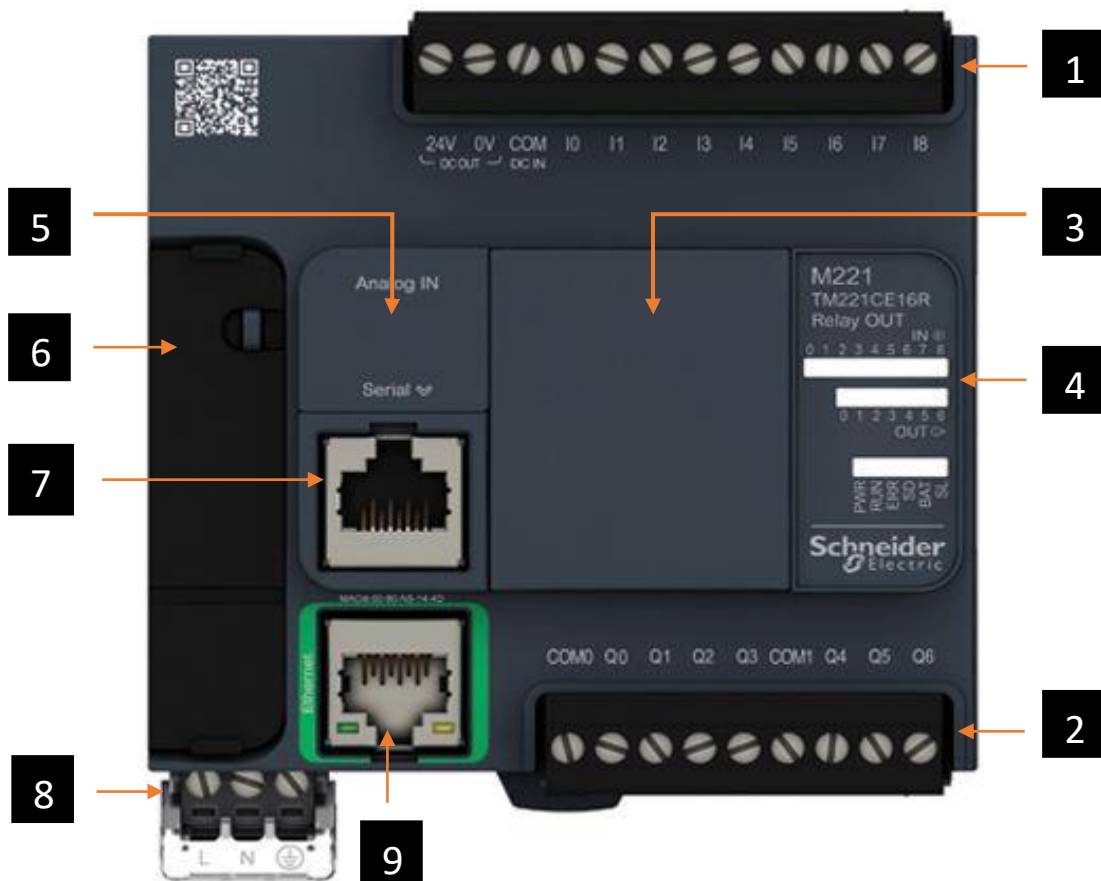 1
24V 0V COM I0 I1 I2 I3 I4 I5 I6 I7 I8
DC OUT DC IN
5
3
Analog IN
M221
TM221CE16R
Relay OUT
IN
0 1 2 3 4 5 6 7 8
6
4
Serial
0 1 2 3 4 5 6
OUT
7
PWR
RUN
ERR
SD
BAT
SL
Schneider
Electric
Ethernet
COM0 Q0 Q1 Q2 Q3 COM1 Q4 Q5 Q6
2
8
L N
9